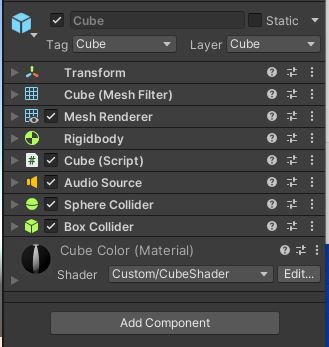 Cube Static
Tag Cube Layer Cube
Transform
Cube (Mesh Filter)
Mesh Renderer
Rigidbody
# Cube (Script)
Audio Source
Sphere Collider
Box Collider
Cube Color (Material)
Shader Custom/CubeShader Edit...
Add Component